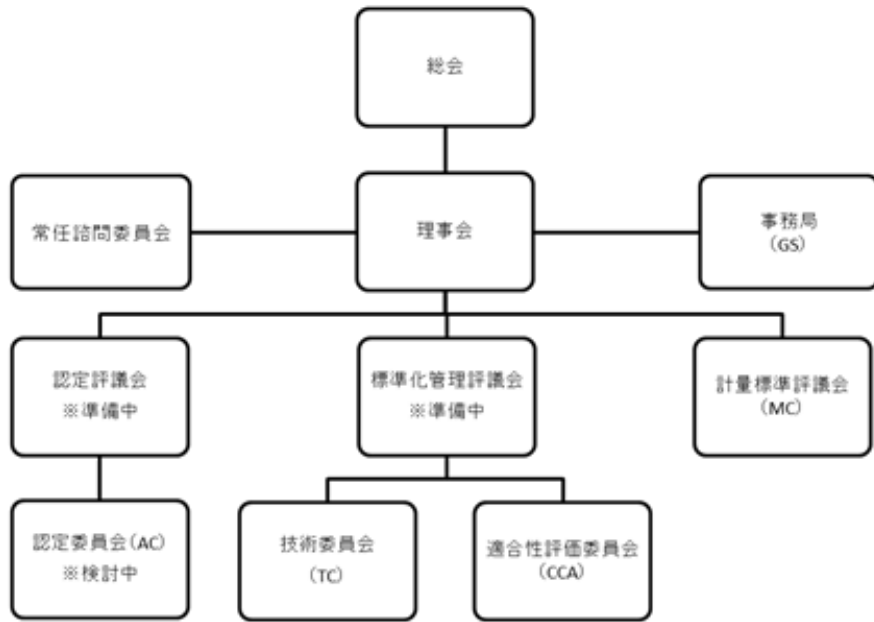 総会
常任諮問委員会
理事会
事務局
(GS)
認定評議会
※準備中
標準化管理評議会
※準備中
計量標準評議会
(MC)
認定委員会(AC)
※検討中
技術委員会
(TC)
適合性評価委員会
(CCA)